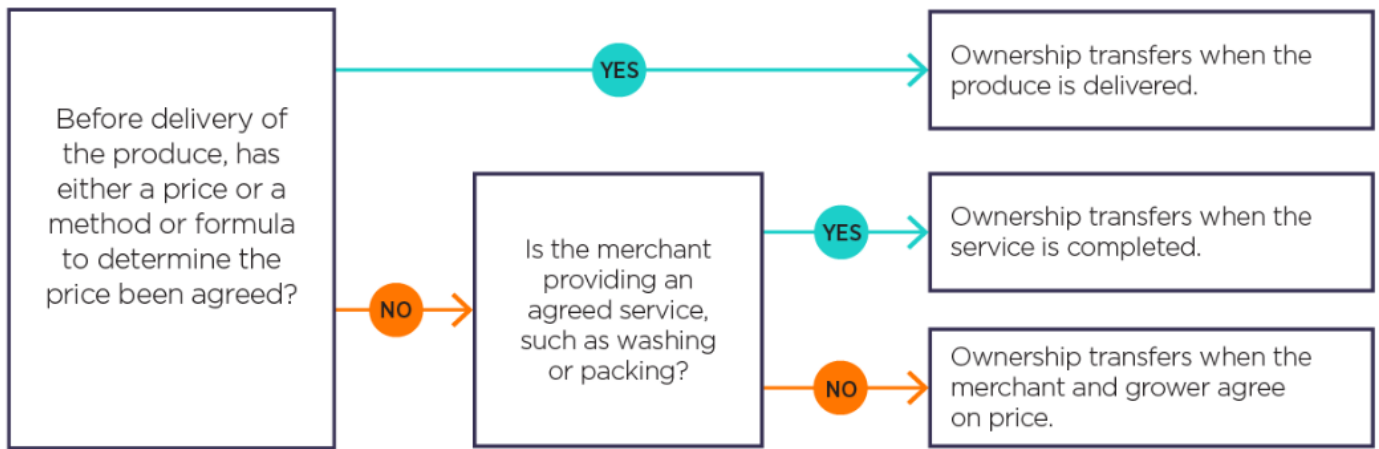 Before delivery of
the produce, has
either a price or a
method or formula
to determine the
price been agreed?
YES
Ownership transfers when the
produce is delivered.
NO
Is the merchant
providing an
agreed service,
such as washing
or packing?
YES
Ownership transfers when the
service is completed.
NO
Ownership transfers when the
merchant and grower agree
on price.